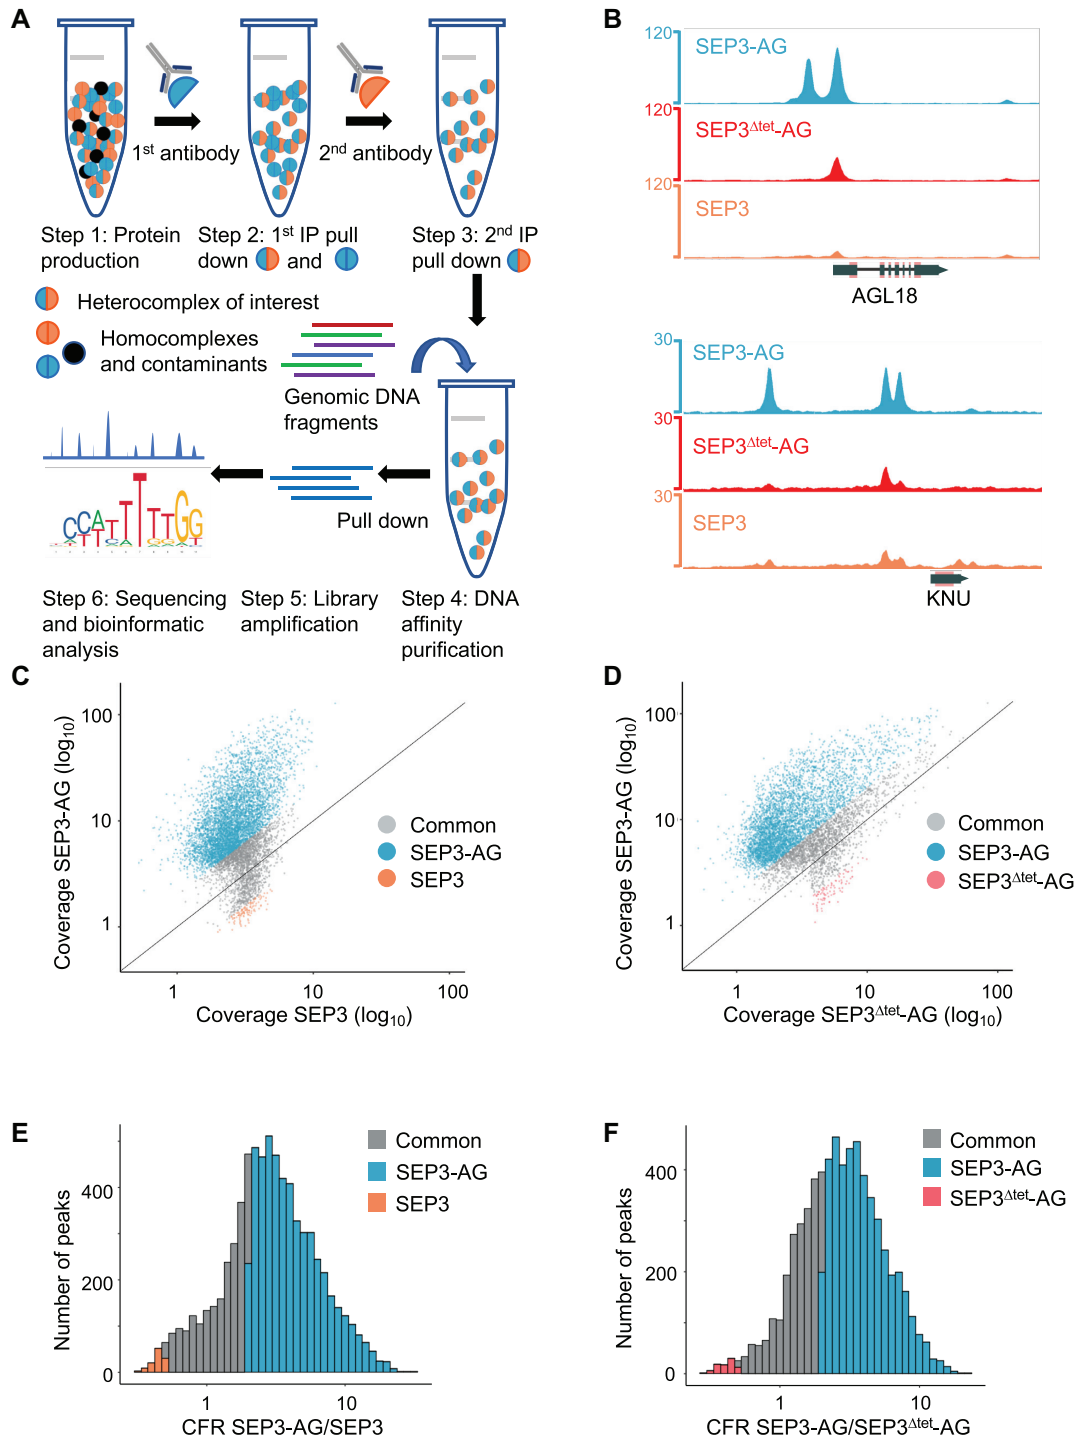 A
1st antibody
2nd antibody
Step 1: Protein
production
Step 2: 1st IP pull
down and
Step 3: 2nd IP
pull down
Heterocomplex of interest
Homocomplexes
and contaminants
Genomic DNA
fragments
Pull down
Step 6: Sequencing
and bioinformatic
analysis
Step 5: Library
amplification
Step 4: DNA
affinity
purification
B
120
SEP3-AG
120
SEP3Δtet-AG
120
SEP3
AGL18
30
SEP3-AG
30
SEP3Δtet-AG
30
SEP3
KNU
C
Coverage SEP3-AG (log10)
100
10
1
Common
SEP3-AG
SEP3
1 10 100
Coverage SEP3 (log10)
D
Coverage SEP3-AG (log10)
100
10
1
Common
SEP3-AG
SEP3Δtet-AG
1 10 100
Coverage SEP3Δtet-AG (log10)
E
Number of peaks
400
200
0
Common
SEP3-AG
SEP3
1 10
CFR SEP3-AG/SEP3
F
Number of peaks
400
200
0
Common
SEP3-AG
SEP3Δtet-AG
1 10
CFR SEP3-AG/SEP3Δtet-AG